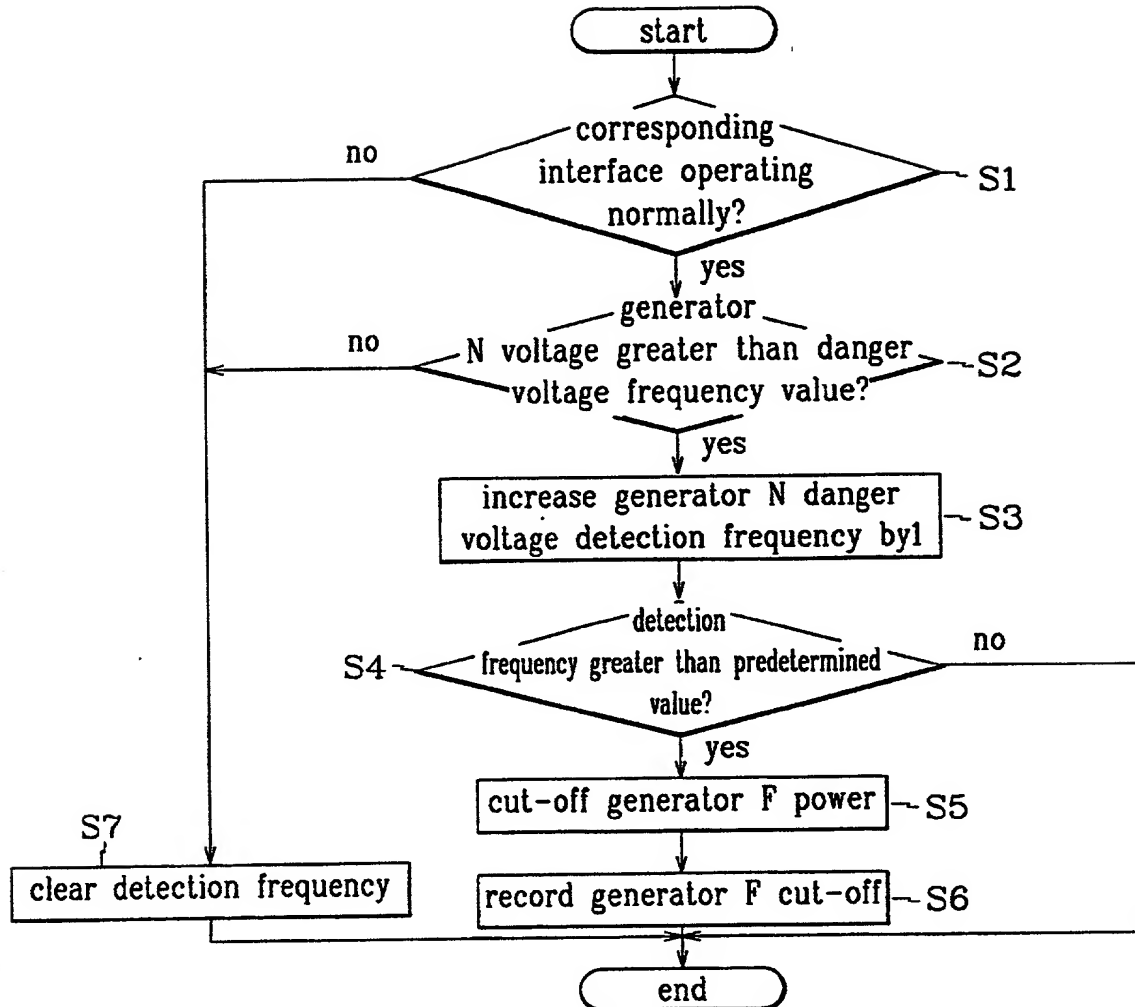 start
corresponding
interface operating
normally?
no
S1
yes
generator
N voltage greater than danger
voltage frequency value?
no
S2
yes
increase generator N danger
voltage detection frequency by1
S3
detection
frequency greater than predetermined
value?
S4
no
yes
cut-off generator F power
S5
S7
clear detection frequency
record generator F cut-off
S6
end